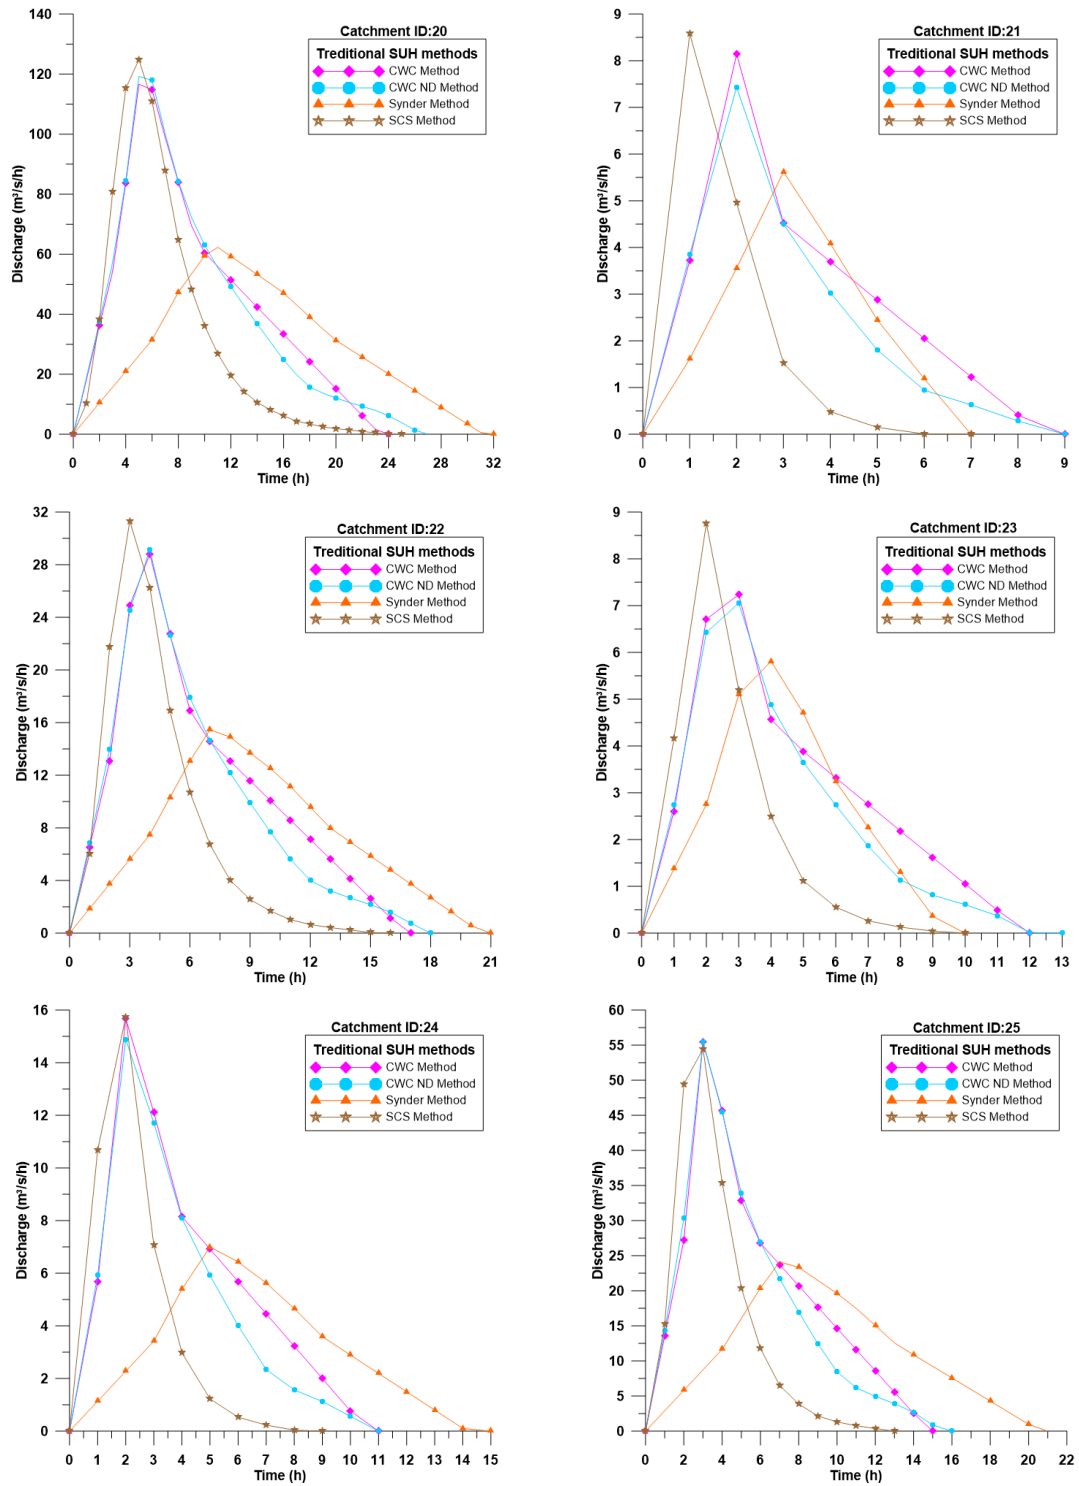 Catchment ID:20
Treditional SUH methods
CWC Method
CWC ND Method
Synder Method
SCS Method
Discharge (m³/s/h)
140
120
100
80
60
40
20
0
0 4 8 12 16 20 24 28 32
Time (h)
Catchment ID:21
Treditional SUH methods
CWC Method
CWC ND Method
Synder Method
SCS Method
Discharge (m³/s/h)
9
8
7
6
5
4
3
2
1
0
0 1 2 3 4 5 6 7 8 9
Time (h)
Catchment ID:22
Treditional SUH methods
CWC Method
CWC ND Method
Synder Method
SCS Method
Discharge (m³/s/h)
32
28
24
20
16
12
8
4
0
0 3 6 9 12 15 18 21
Time (h)
Catchment ID:23
Treditional SUH methods
CWC Method
CWC ND Method
Synder Method
SCS Method
Discharge (m³/s/h)
9
8
7
6
5
4
3
2
1
0
0 1 2 3 4 5 6 7 8 9 10 11 12 13
Time (h)
Catchment ID:24
Treditional SUH methods
CWC Method
CWC ND Method
Synder Method
SCS Method
Discharge (m³/s/h)
16
14
12
10
8
6
4
2
0
0 1 2 3 4 5 6 7 8 9 10 11 12 13 14 15
Time (h)
Catchment ID:25
Treditional SUH methods
CWC Method
CWC ND Method
Synder Method
SCS Method
Discharge (m³/s/h)
60
55
50
45
40
35
30
25
20
15
10
5
0
0 2 4 6 8 10 12 14 16 18 20 22
Time (h)